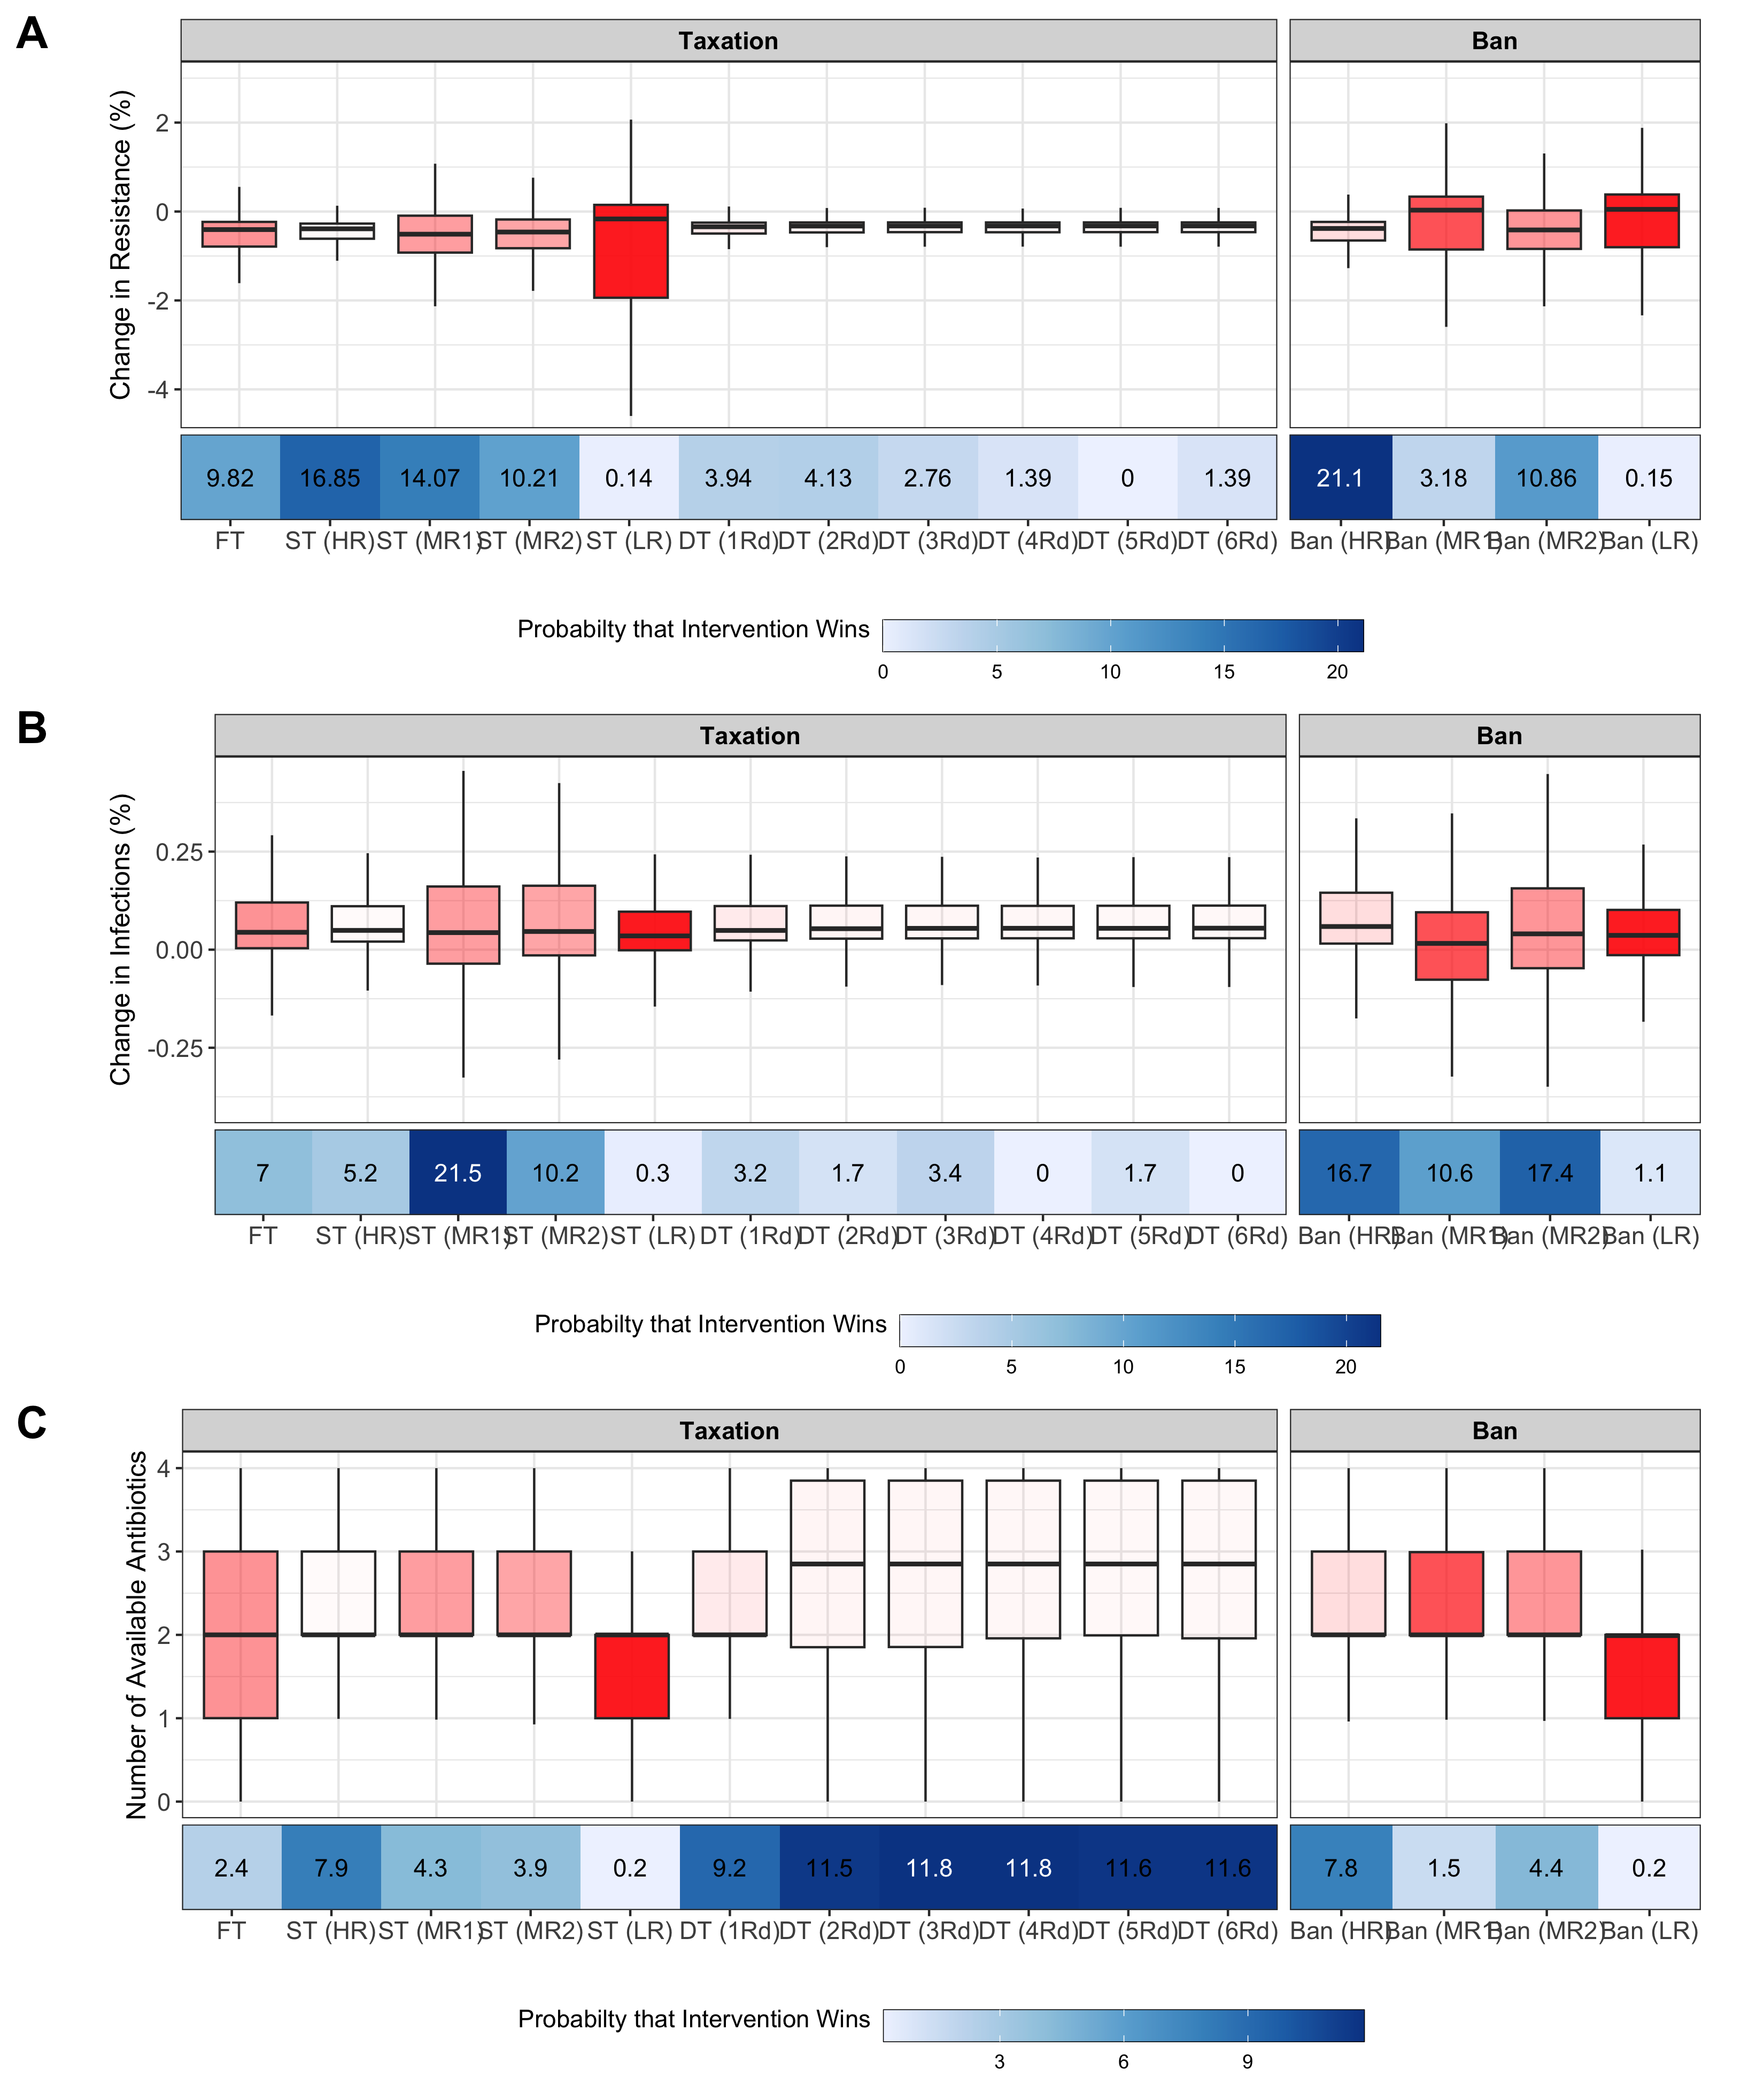 A
Taxation
Ban
Change in Resistance (%)
2
0
-2
-4
9.82 16.85 14.07 10.21 0.14 3.94 4.13 2.76 1.39 0 1.39 21.1 3.18 10.86 0.15
FT ST (HR) ST (MR1) ST (MR2) ST (LR) DT (1Rd) DT (2Rd) DT (3Rd) DT (4Rd) DT (5Rd) DT (6Rd) Ban (HR) Ban (MR1) Ban (MR2) Ban (LR)
Probabilty that Intervention Wins
0 5 10 15 20
B
Taxation
Ban
Change in Infections (%)
0.25
0.00
-0.25
7 5.2 21.5 10.2 0.3 3.2 1.7 3.4 0 1.7 0 16.7 10.6 17.4 1.1
FT ST (HR) ST (MR1) ST (MR2) ST (LR) DT (1Rd) DT (2Rd) DT (3Rd) DT (4Rd) DT (5Rd) DT (6Rd) Ban (HR) Ban (MR1) Ban (MR2) Ban (LR)
Probabilty that Intervention Wins
0 5 10 15 20
C
Taxation
Ban
Number of Available Antibiotics
4
3
2
1
0
2.4 7.9 4.3 3.9 0.2 9.2 11.5 11.8 11.8 11.6 11.6 7.8 1.5 4.4 0.2
FT ST (HR) ST (MR1) ST (MR2) ST (LR) DT (1Rd) DT (2Rd) DT (3Rd) DT (4Rd) DT (5Rd) DT (6Rd) Ban (HR) Ban (MR1) Ban (MR2) Ban (LR)
Probabilty that Intervention Wins
3 6 9